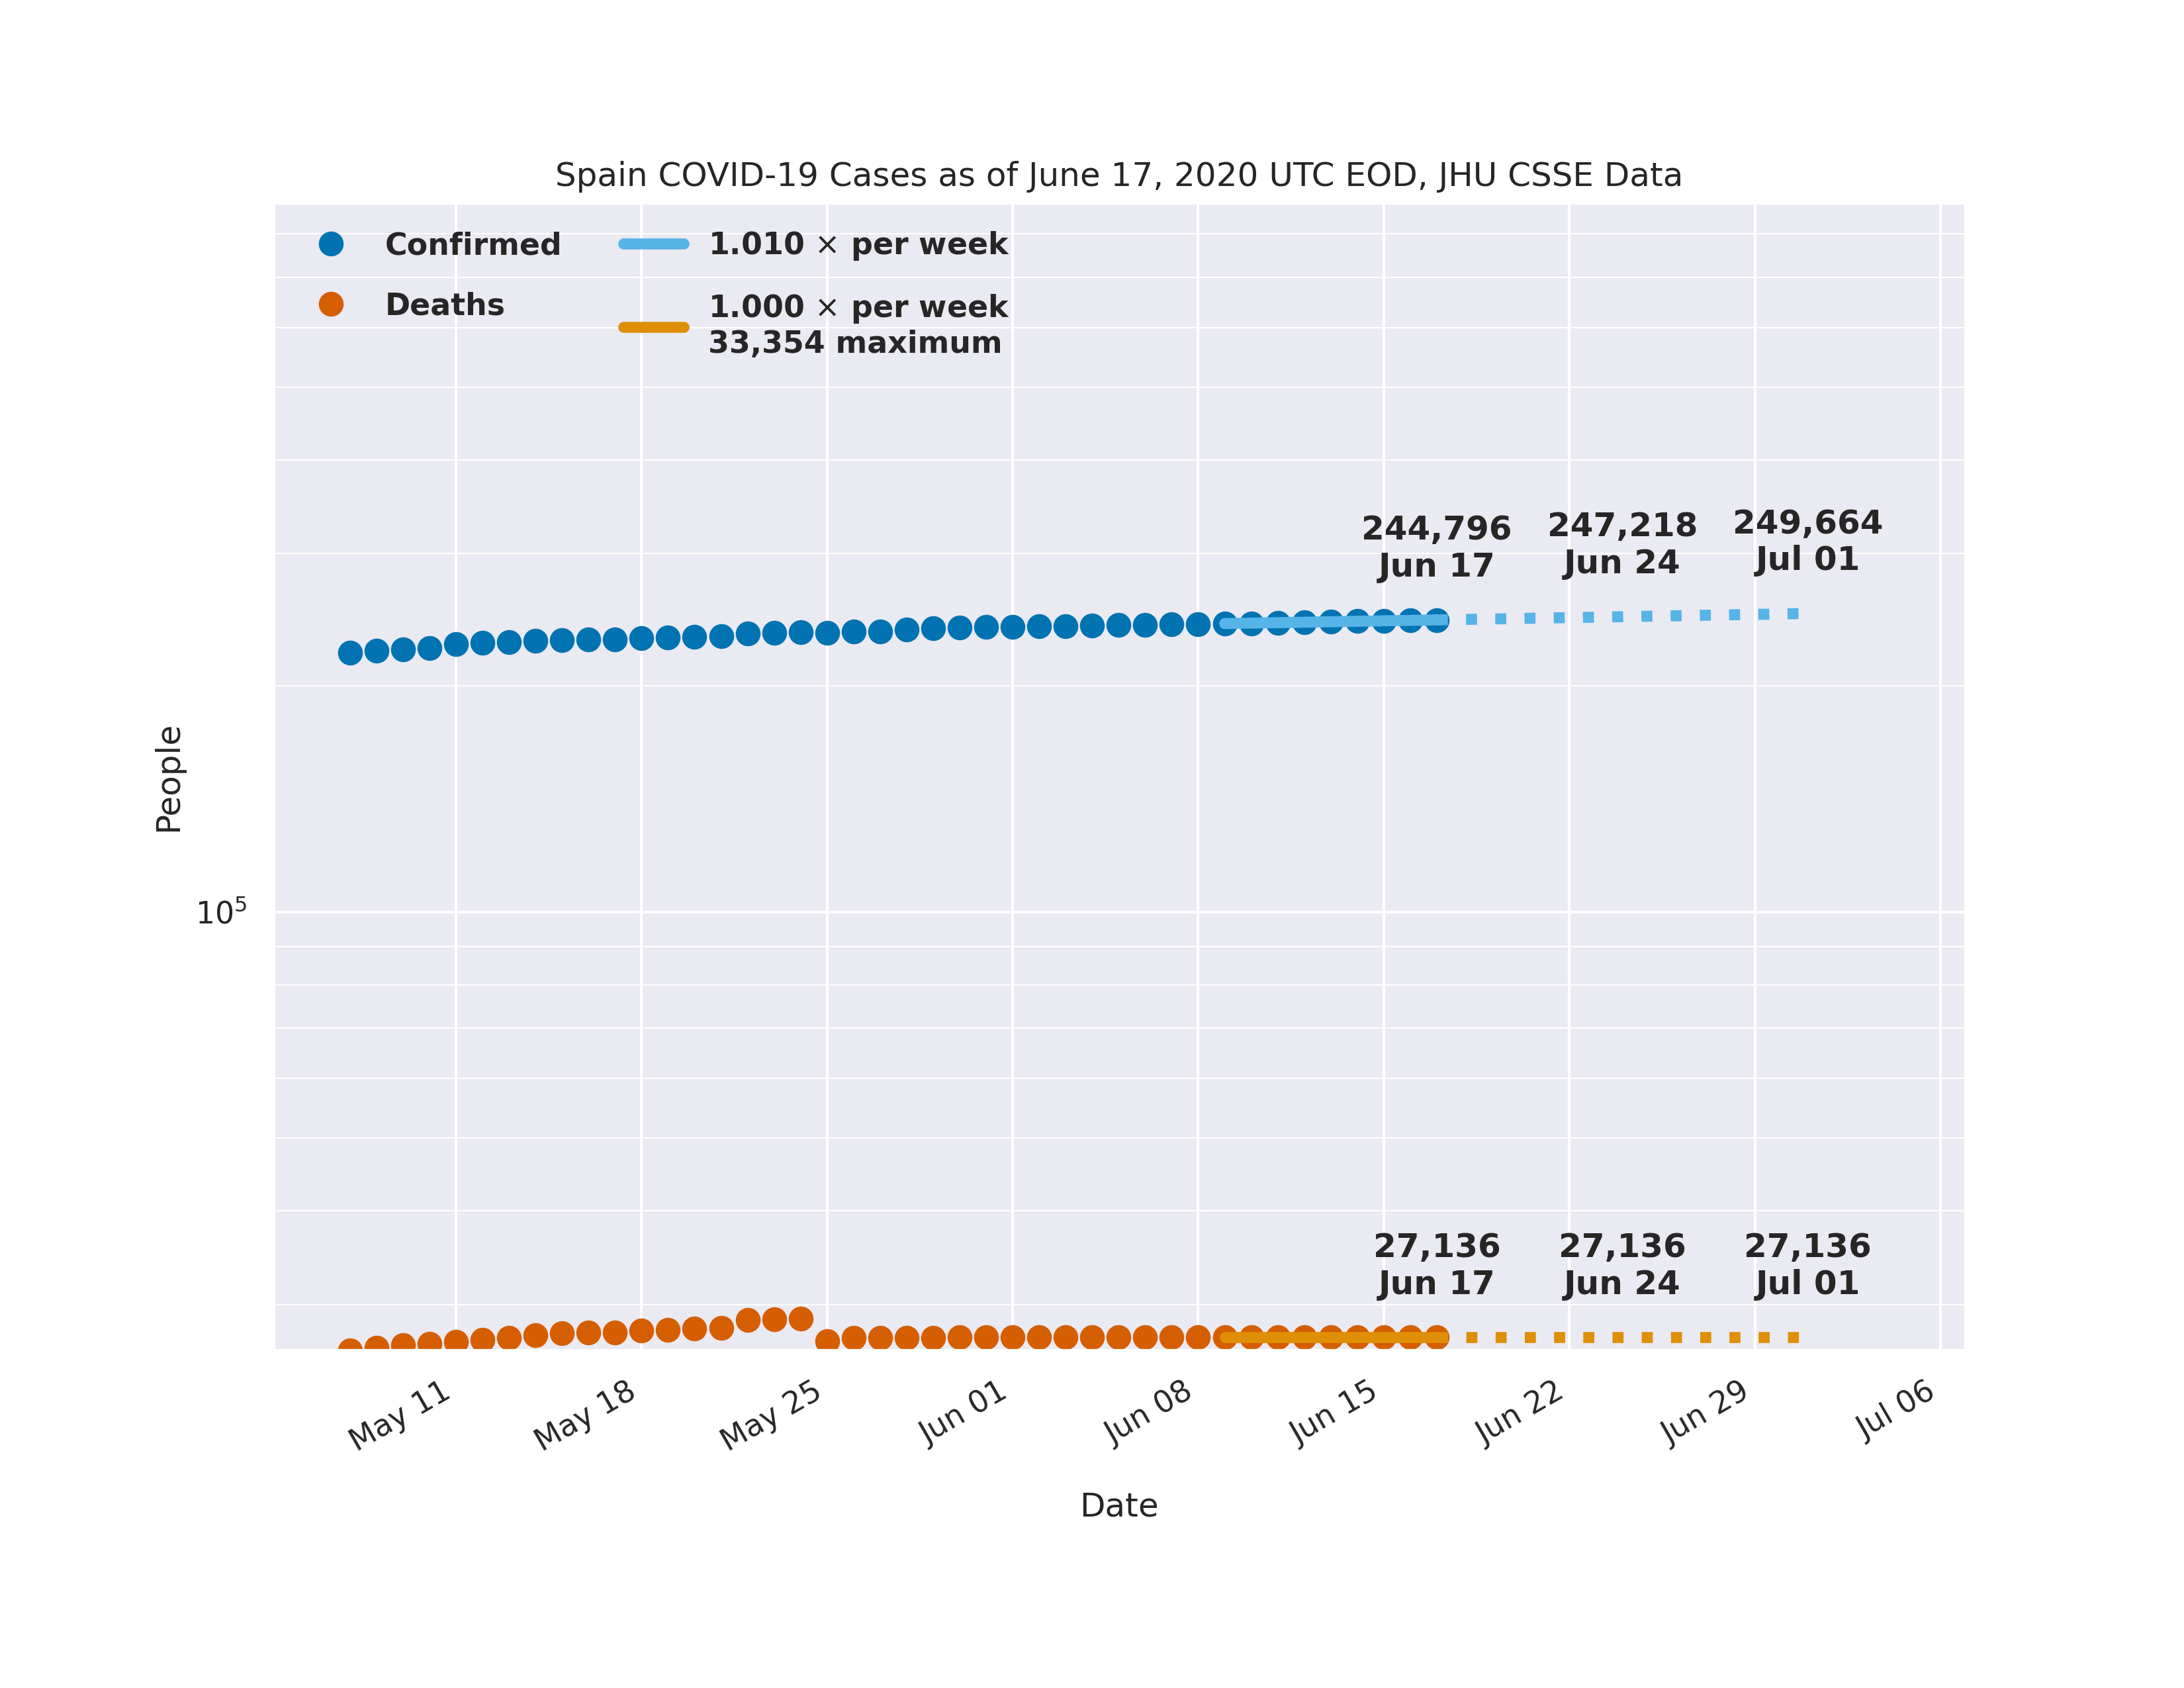 Spain COVID-19 Cases as of June 17, 2020 UTC EOD, JHU CSSE Data
Confirmed
Deaths
1.010 × per week
1.000 × per week
33,354 maximum
244,796
Jun 17
247,218
Jun 24
249,664
Jul 01
People
10⁵
27,136
Jun 17
27,136
Jun 24
27,136
Jul 01
May 11
May 18
May 25
Jun 01
Jun 08
Jun 15
Jun 22
Jun 29
Jul 06
Date